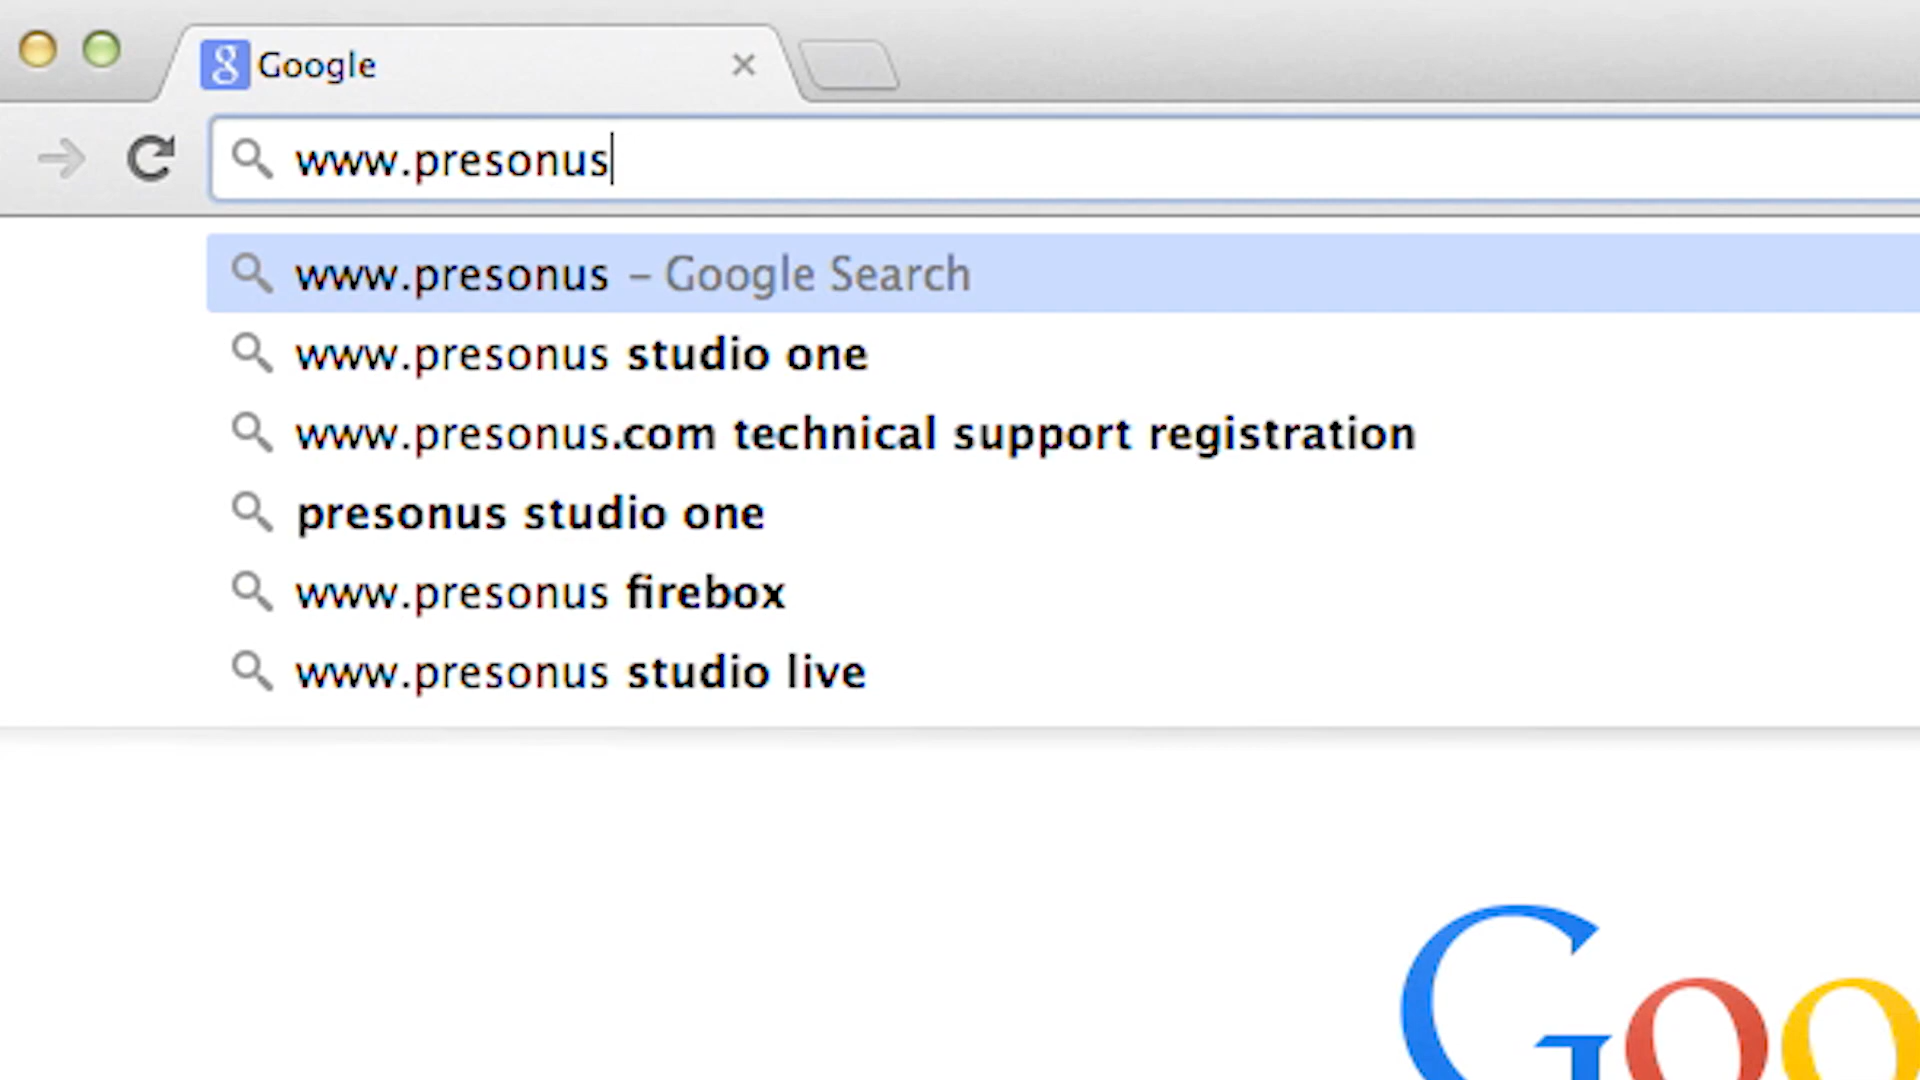 Google
www.presonus
www.presonus – Google Search
www.presonus studio one
www.presonus.com technical support registration
presonus studio one
www.presonus firebox
www.presonus studio live
Goo